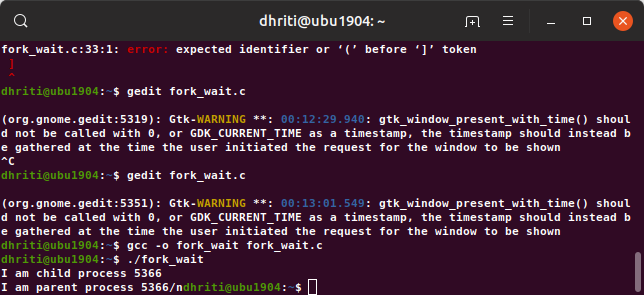 dhriti@ubu1904: ~
fork_wait.c:33:1: error: expected identifier or ‘(’ before ‘]’ token
]
^
dhriti@ubu1904:~$ gedit fork_wait.c
(org.gnome.gedit:5319): Gtk-WARNING **: 00:12:29.940: gtk_window_present_with_time() shoul
d not be called with 0, or GDK_CURRENT_TIME as a timestamp, the timestamp should instead b
e gathered at the time the user initiated the request for the window to be shown
^C
dhriti@ubu1904:~$ gedit fork_wait.c
(org.gnome.gedit:5351): Gtk-WARNING **: 00:13:01.549: gtk_window_present_with_time() shoul
d not be called with 0, or GDK_CURRENT_TIME as a timestamp, the timestamp should instead b
e gathered at the time the user initiated the request for the window to be shown
dhriti@ubu1904:~$ gcc -o fork_wait fork_wait.c
dhriti@ubu1904:~$ ./fork_wait
I am child process 5366
I am parent process 5366/ndhriti@ubu1904:~$